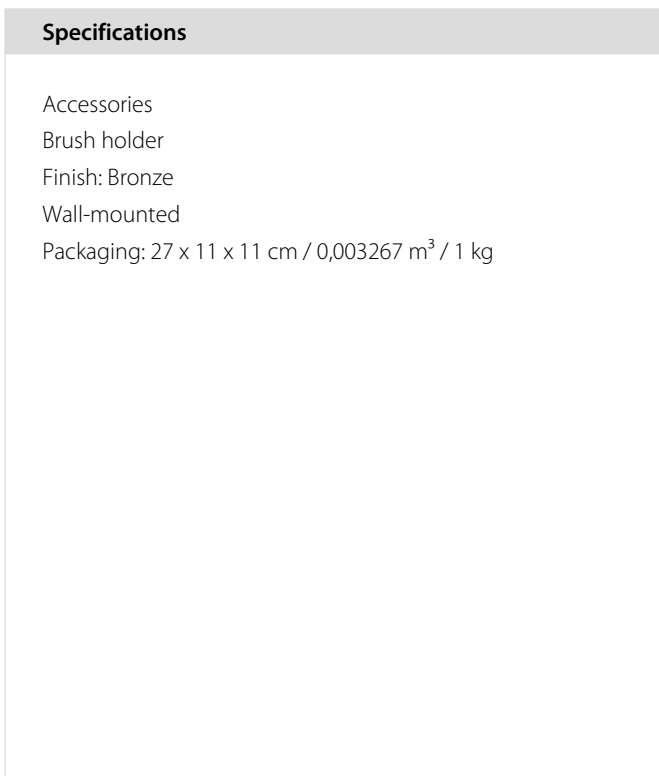 Specifications
Accessories
Brush holder
Finish: Bronze
Wall-mounted
Packaging: 27 x 11 x 11 cm / 0,003267 m³ / 1 kg